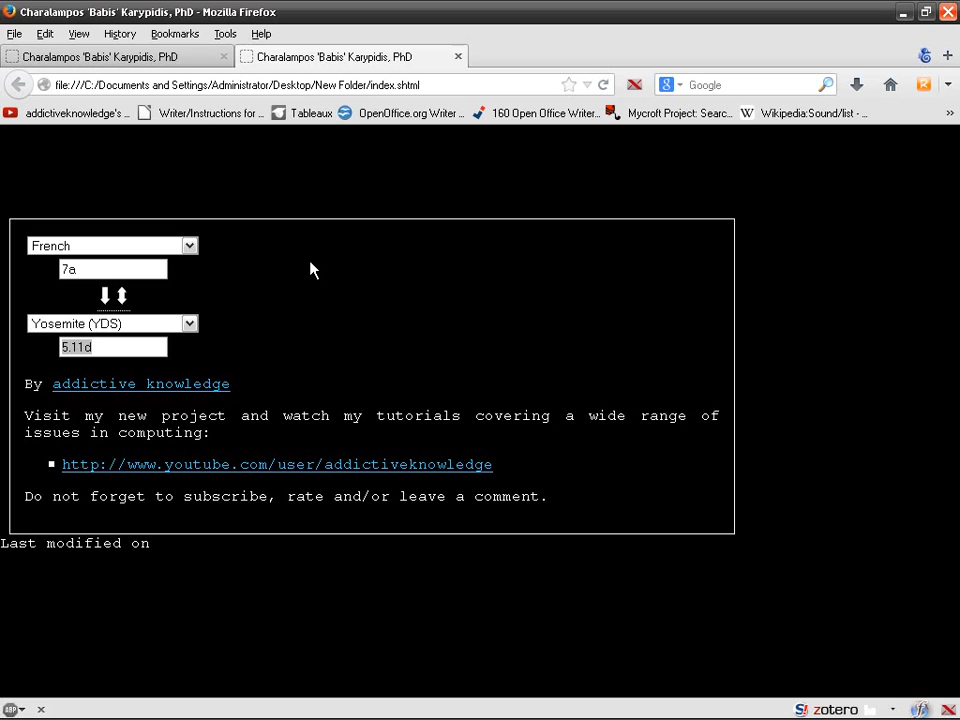 Charalampos 'Babis' Karypidis, PhD - Mozilla Firefox
File Edit View History Bookmarks Tools Help
Charalampos 'Babis' Karypidis, PhD
Charalampos 'Babis' Karypidis, PhD
file:///C:/Documents and Settings/Administrator/Desktop/New Folder/index.shtml
Google
addictiveknowledge's .. Writer/Instructions for ... Tableaux OpenOffice.org Writer ... 160 Open Office Writer... Mycroft Project: Searc... Wikipedia:Sound/list - ...
French
7a
Yosemite (YDS)
5.11d
By addictive knowledge
Visit my new project and watch my tutorials covering a wide range of
issues in computing:
http://www.youtube.com/user/addictiveknowledge
Do not forget to subscribe, rate and/or leave a comment.
Last modified on
ABP S! zotero